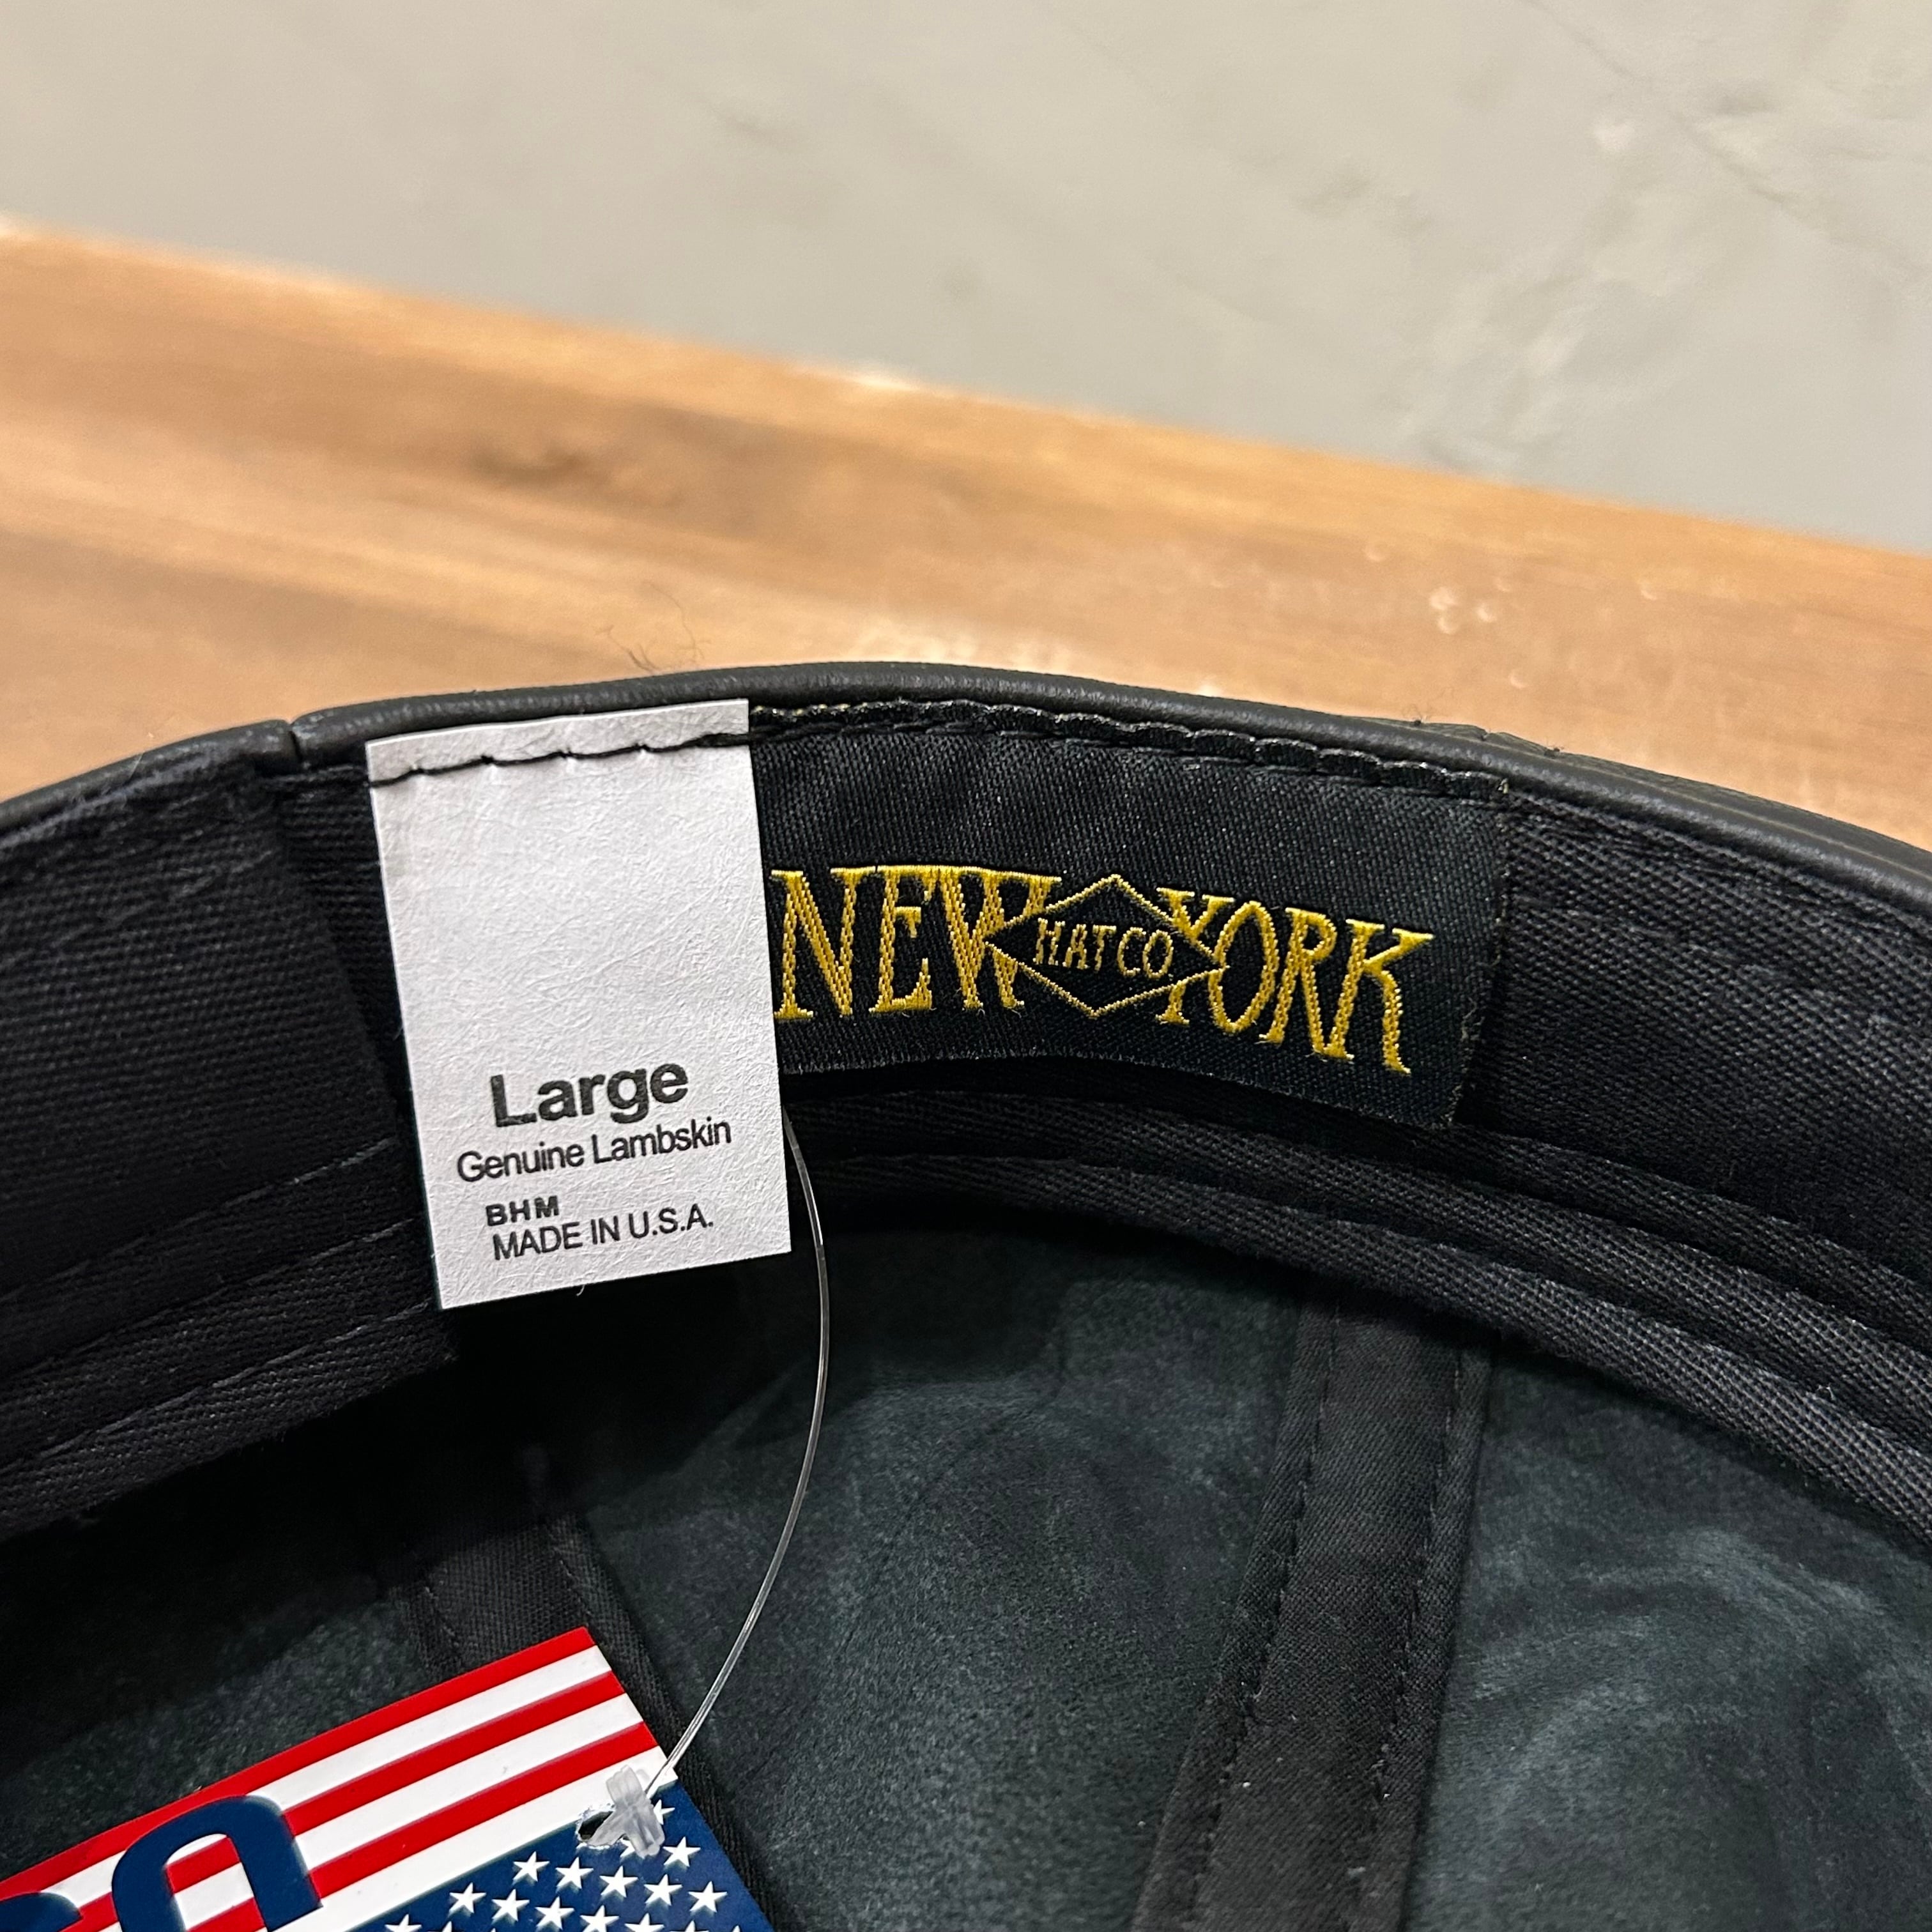 NEW HAT CO YORK
Large
Genuine Lambskin
BHM
MADE IN U.S.A.